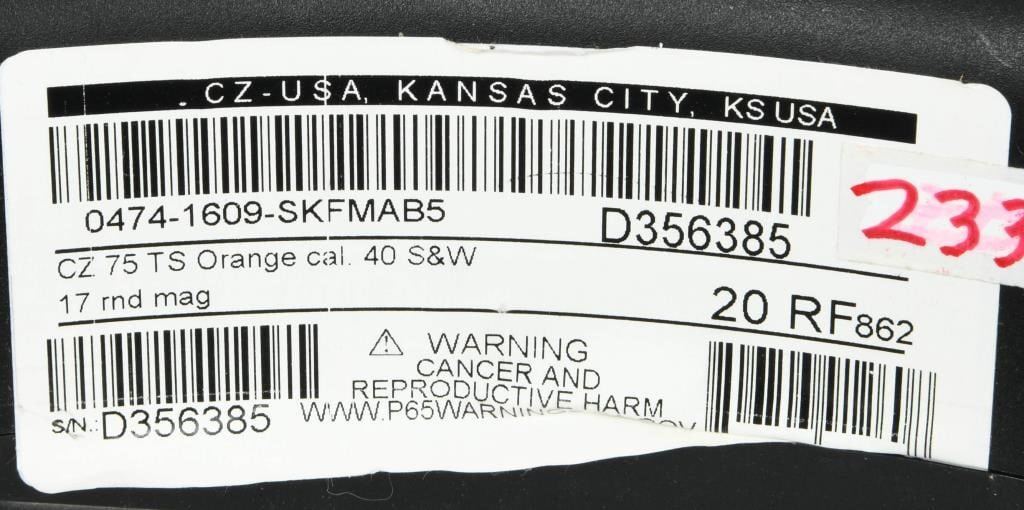 CZ-USA, KANSAS CITY, KS USA
0474-1609-SKFMAB5 D356385
233
CZ 75 TS Orange cal. 40 S&W
17 rnd mag 20 RF862
⚠ WARNING
CANCER AND
REPRODUCTIVE HARM
S/N.: D356385